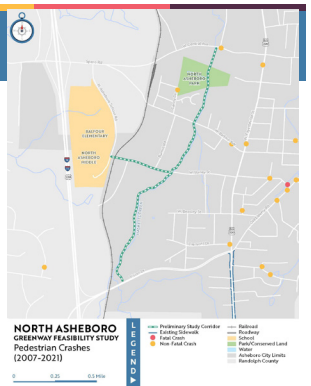 NORTH
ASHEBORO
PARK
BALFOUR
ELEMENTARY
NORTH
ASHEBORO
MIDDLE
NORTH ASHEBORO
GREENWAY FEASIBILITY STUDY
Pedestrian Crashes
(2007-2021)
0 0.25 0.5 Mile
LEGEND
Preliminary Study Corridor
Existing Sidewalk
Fatal Crash
Non-Fatal Crash
Railroad
Roadway
School
Park/Conserved Land
Water
Asheboro City Limits
Randolph County